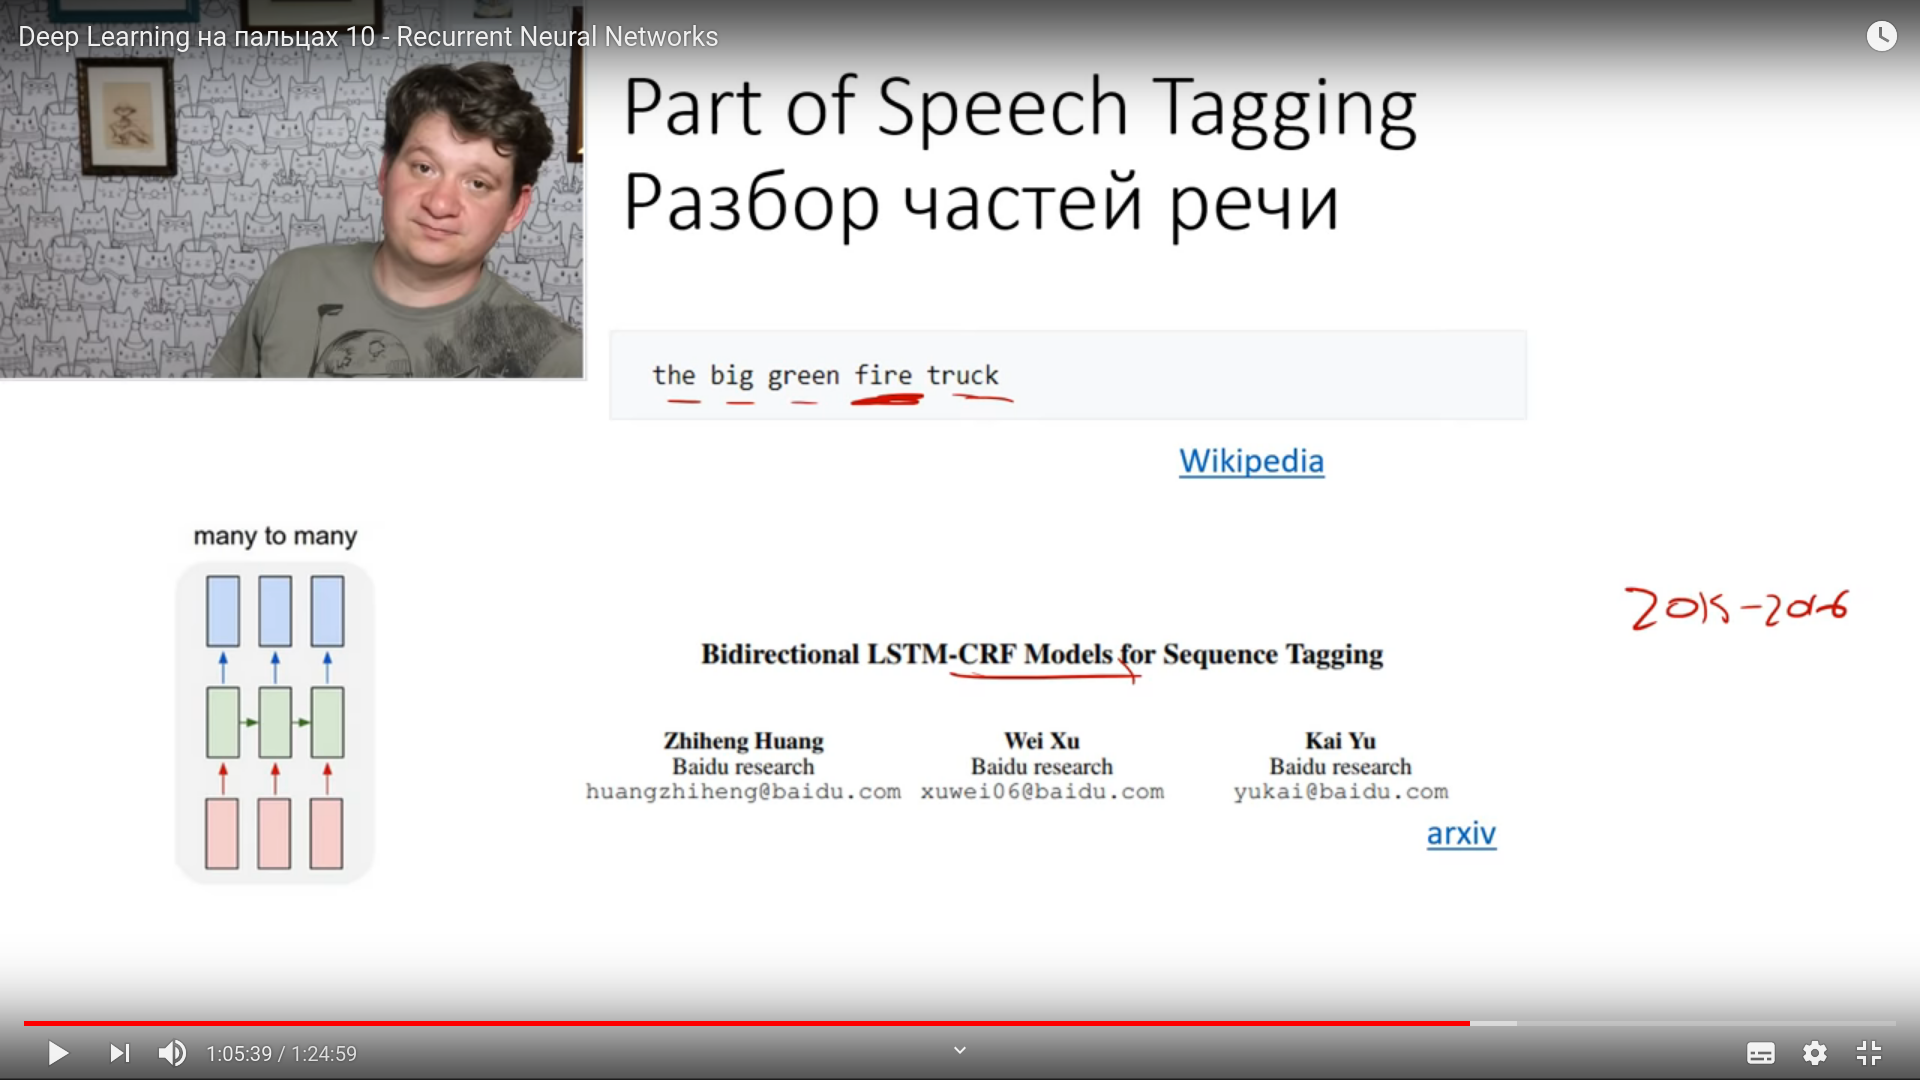 Deep Learning на пальцах 10 - Recurrent Neural Networks
Part of Speech Tagging
Разбор частей речи
the big green fire truck
Wikipedia
many to many
2015-2016
Bidirectional LSTM-CRF Models for Sequence Tagging
Zhiheng Huang Wei Xu Kai Yu
Baidu research Baidu research Baidu research
huangzhiheng@baidu.com xuwei06@baidu.com yukai@baidu.com
arxiv
1:05:39 / 1:24:59